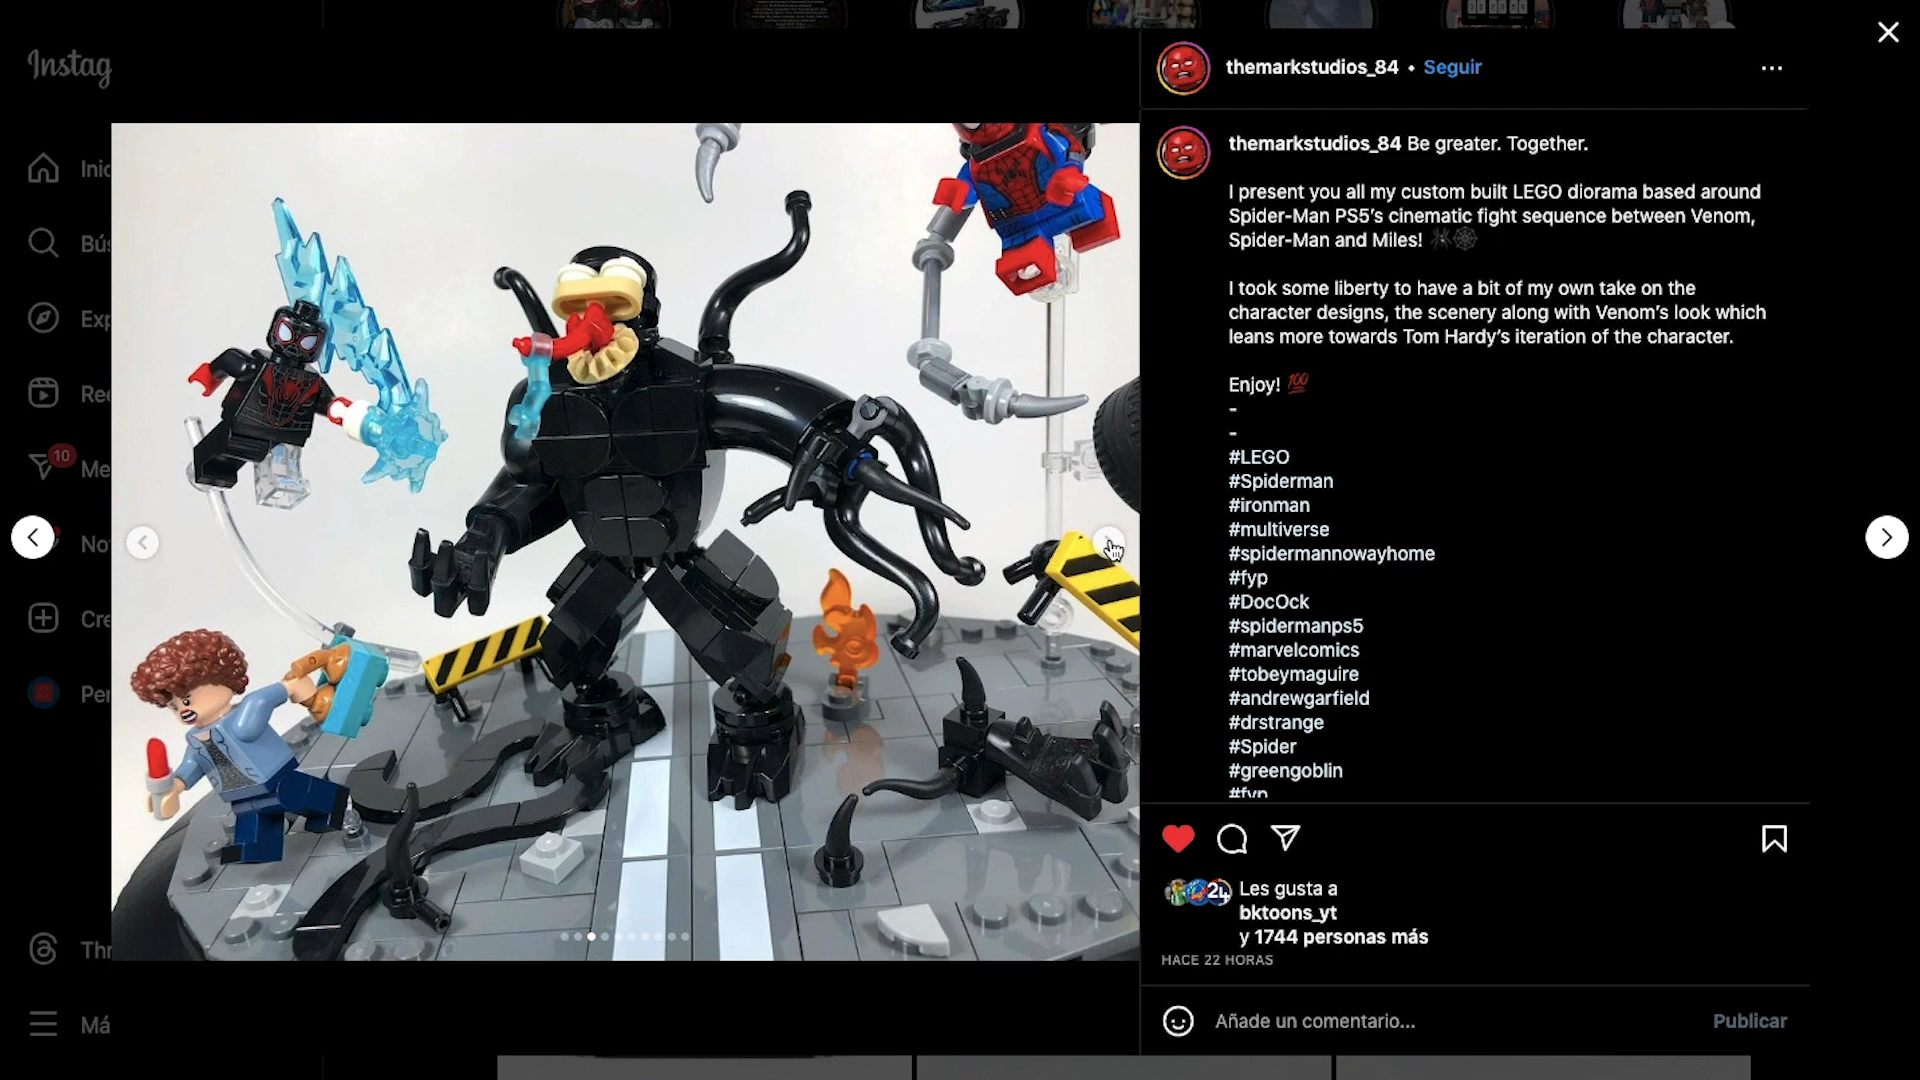 Instag
Inic
Bús
Exp
Ree
10
Me
No
Cre
Per
Thr
Má
themarkstudios_84 • Seguir
themarkstudios_84 Be greater. Together.
I present you all my custom built LEGO diorama based around
Spider-Man PS5’s cinematic fight sequence between Venom,
Spider-Man and Miles! 🕷🕸
I took some liberty to have a bit of my own take on the
character designs, the scenery along with Venom’s look which
leans more towards Tom Hardy’s iteration of the character.
Enjoy! 💯
-
-
#LEGO
#Spiderman
#ironman
#multiverse
#spidermannowayhome
#fyp
#DocOck
#spidermanps5
#marvelcomics
#tobeymaguire
#andrewgarfield
#drstrange
#Spider
#greengoblin
#fyp
Les gusta a
bktoons_yt
y 1744 personas más
HACE 22 HORAS
Añade un comentario...
Publicar